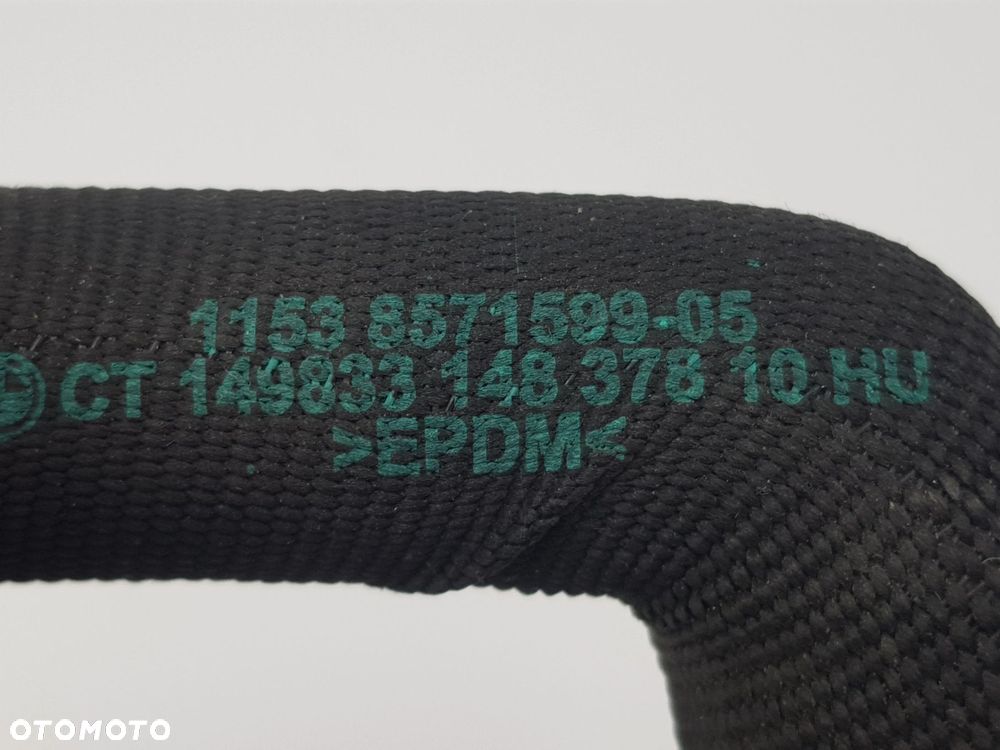 1153 8571599-05
CT 149833 148 378 10 HU
>EPDM<
OTOMOTO